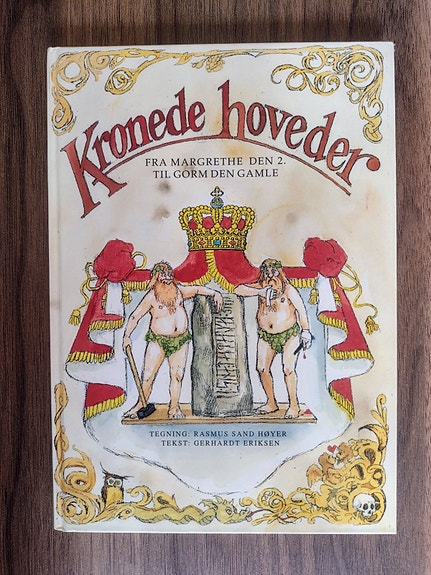 Kronede hoveder
FRA MARGRETHE DEN 2.
TIL GORM DEN GAMLE
TEGNING: RASMUS SAND HØYER
TEKST: GERHARDT ERIKSEN